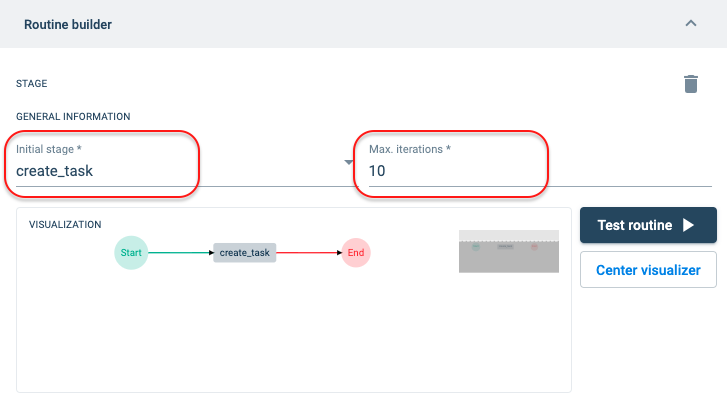 Routine builder
STAGE
GENERAL INFORMATION
Initial stage *
create_task
Max. iterations *
10
VISUALIZATION
Start
create_task
End
Test routine
Center visualizer